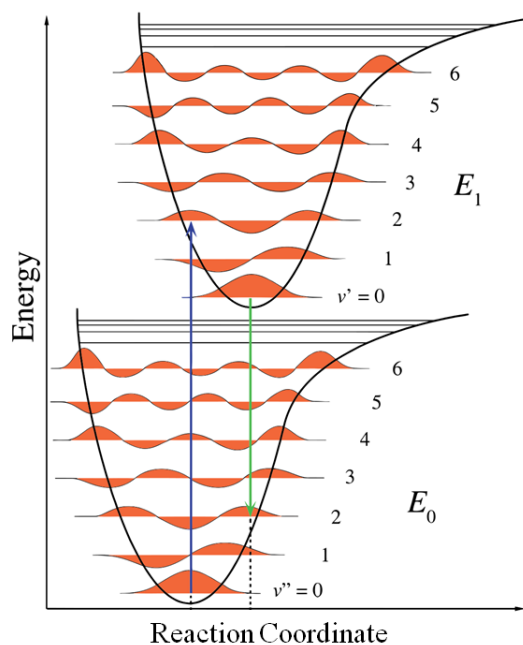 6
5
4
3
E1
2
1
v' = 0
Energy
6
5
4
3
E0
2
1
v'' = 0
Reaction Coordinate